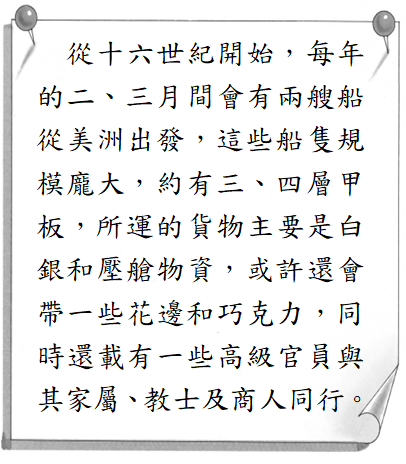 從十六世紀開始，每年
的二、三月間會有兩艘船
從美洲出發，這些船隻規
模龐大，約有三、四層甲
板，所運的貨物主要是白
銀和壓艙物資，或許還會
帶一些花邊和巧克力，同
時還載有一些高級官員與
其家屬、教士及商人同行。